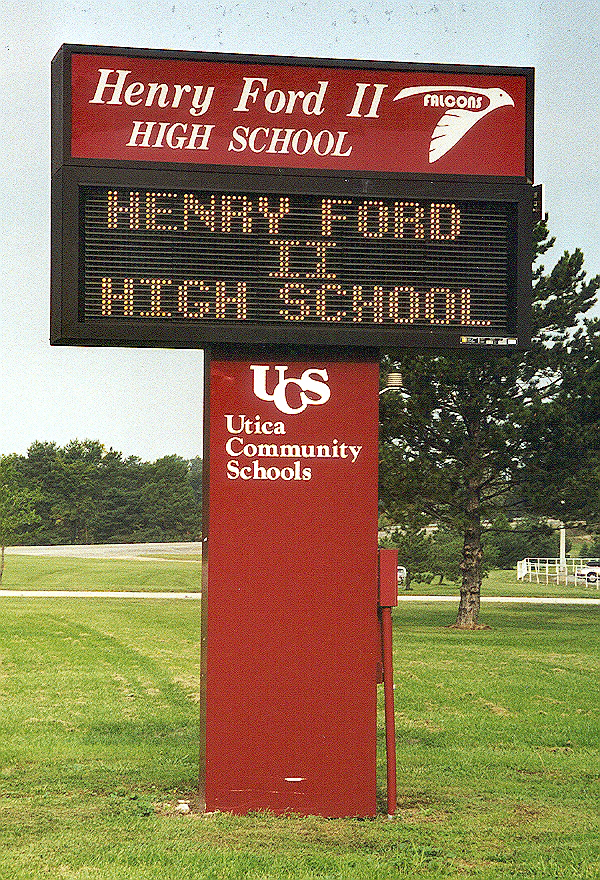 Henry Ford II
HIGH SCHOOL
FALCONS
HENRY FORD
II
HIGH SCHOOL
UCS
Utica
Community
Schools